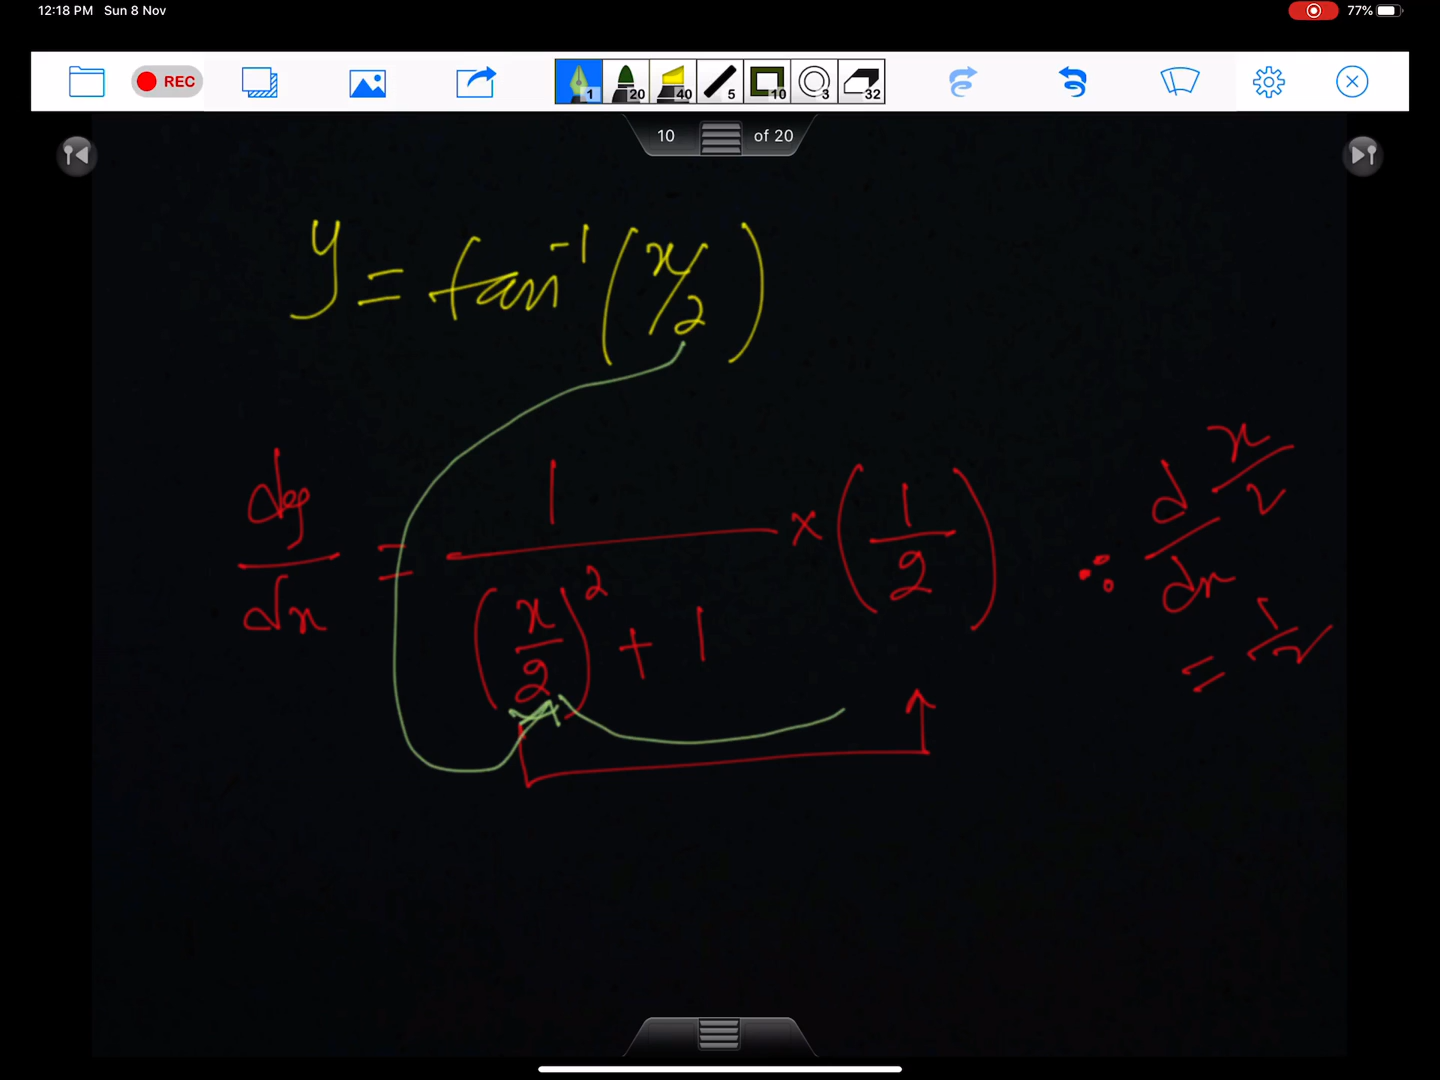 12:18 PM Sun 8 Nov 77%
REC 1 20 40 5 10 3 32
10 of 20
y = tan⁻¹(x/2)
dy/dx = 1/((x/2)² + 1) × (1/2) ∵ d/dx x/2
= 1/2